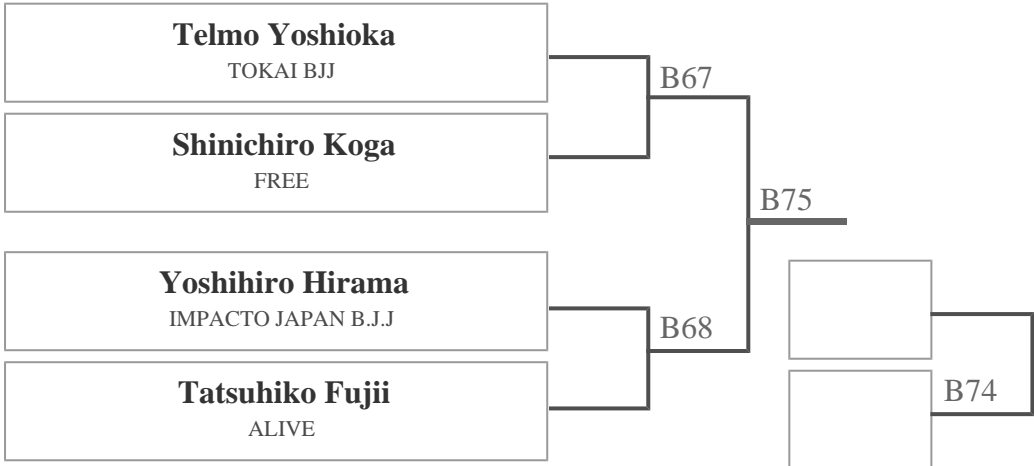 Telmo Yoshioka
TOKAI BJJ
B67
Shinichiro Koga
FREE
B75
Yoshihiro Hirama
IMPACTO JAPAN B.J.J
B68
Tatsuhiko Fujii
ALIVE
B74